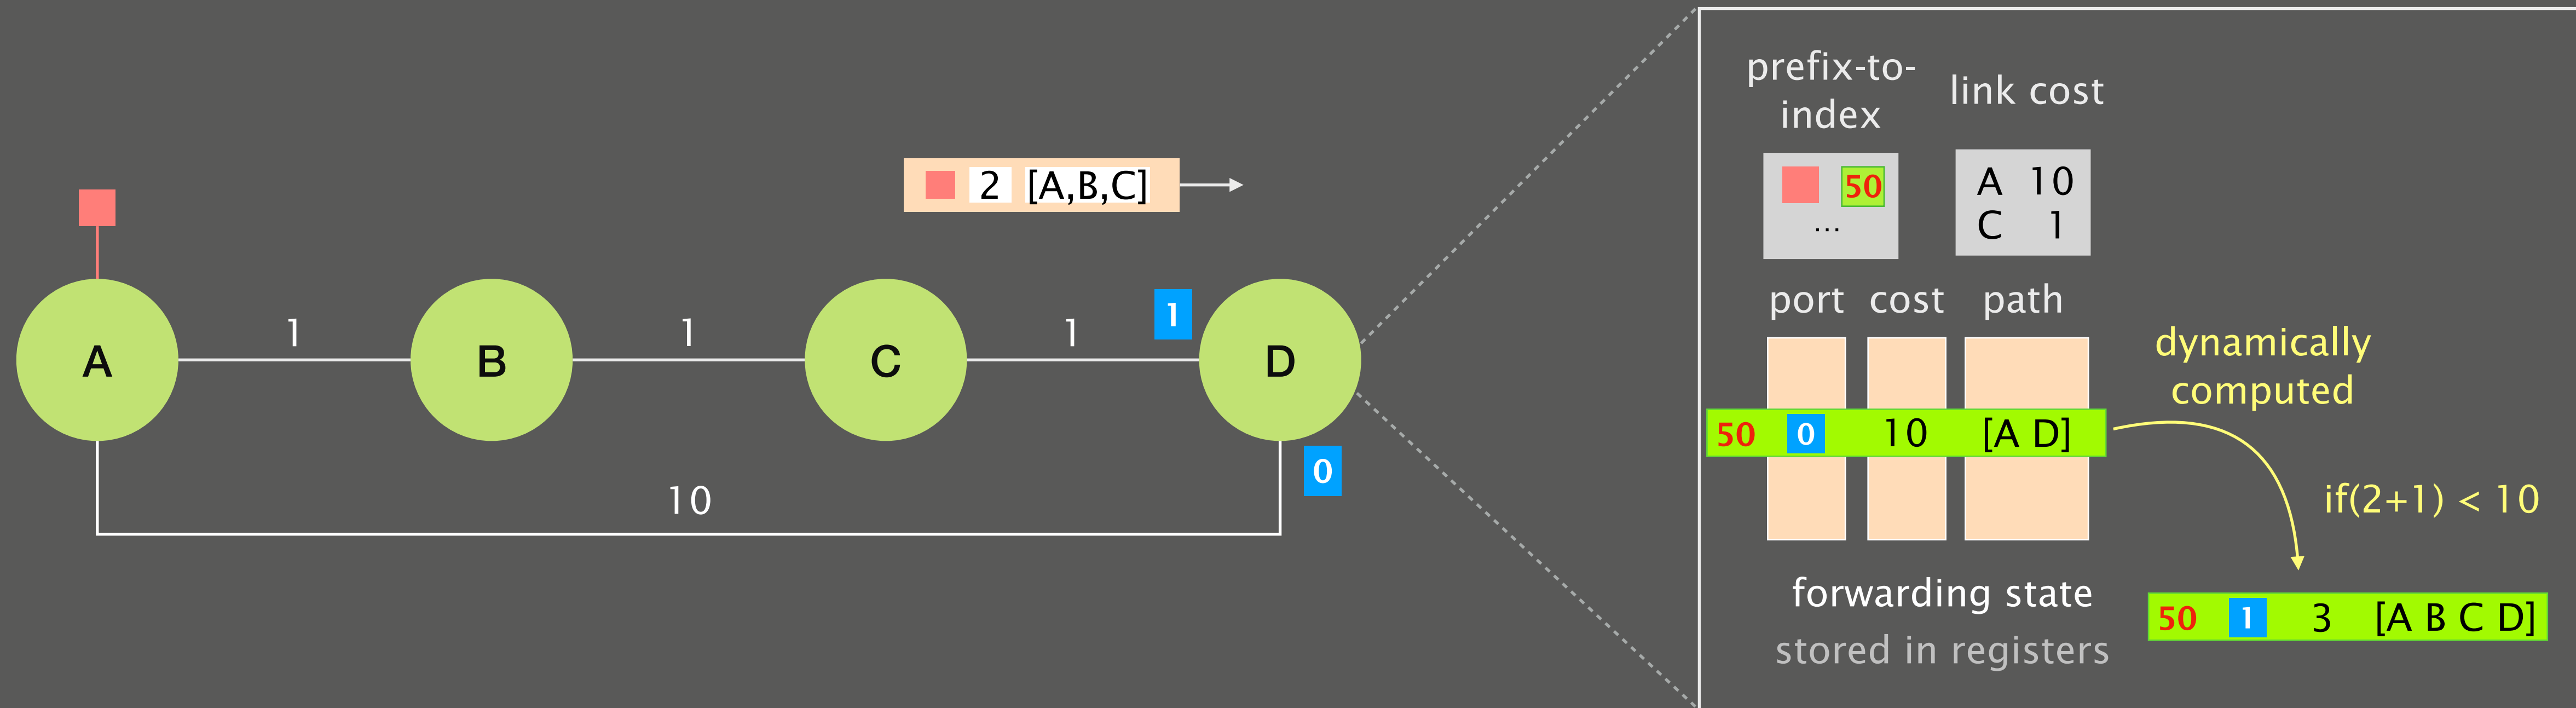 2 [A,B,C]
A
B
C
D
1
1
1
1
0
10
prefix-to-
index
50
...
link cost
A 10
C 1
port cost path
50 0 10 [A D]
dynamically
computed
if(2+1) < 10
forwarding state
stored in registers
50 1 3 [A B C D]